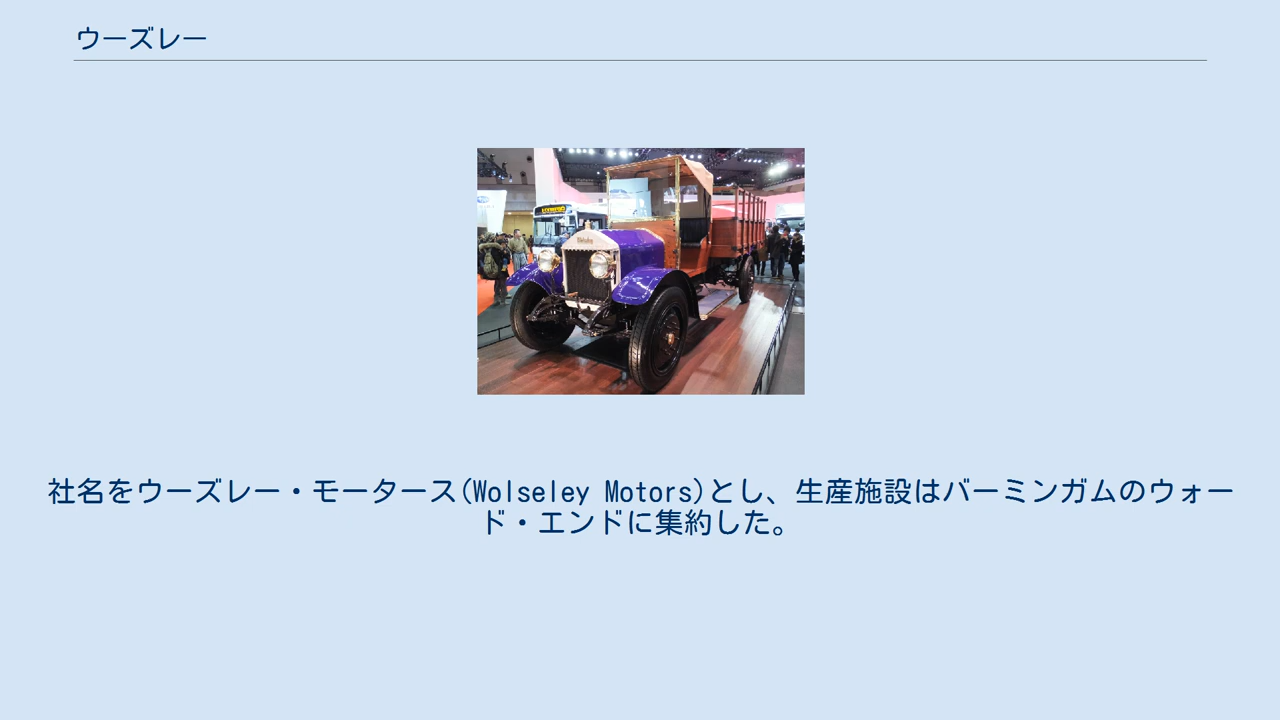 ウーズレー
社名をウーズレー・モータース(Wolseley Motors)とし、生産施設はバーミンガムのウォー
ド・エンドに集約した。